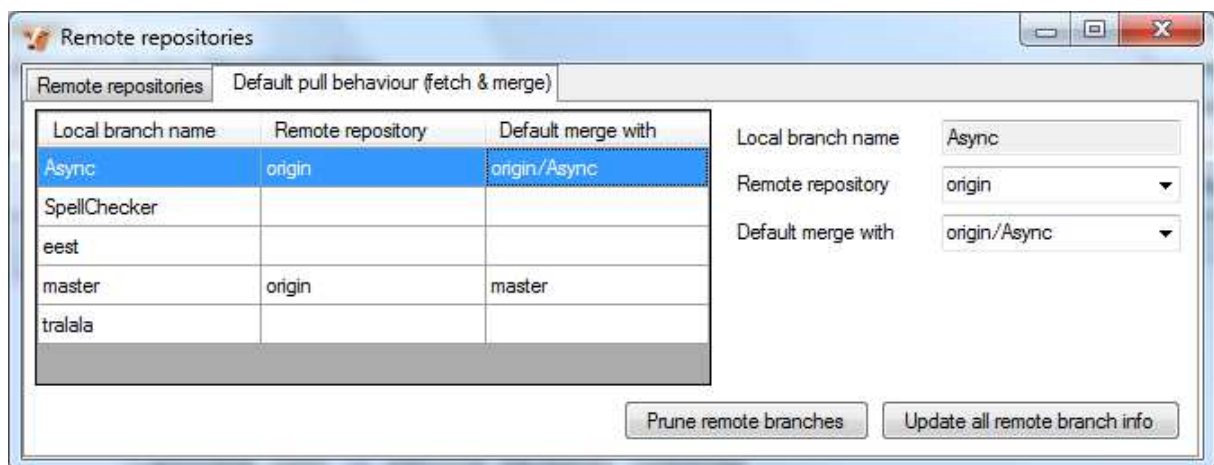 Remote repositories
Remote repositories Default pull behaviour (fetch & merge)
Local branch name Remote repository Default merge with
Async origin origin/Async
SpellChecker
eest
master origin master
tralala
Local branch name Async
Remote repository origin
Default merge with origin/Async
Prune remote branches Update all remote branch info